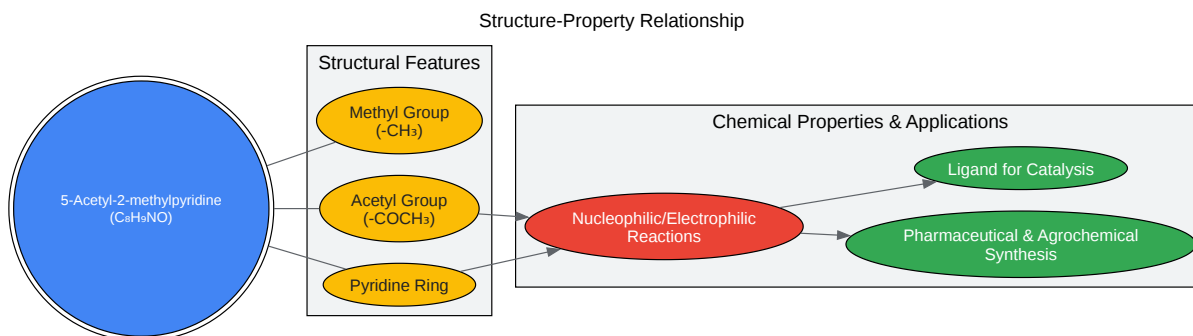 Structure-Property Relationship
Structural Features
Chemical Properties & Applications
5-Acetyl-2-methylpyridine
(C₈H₉NO)
Methyl Group
(-CH₃)
Acetyl Group
(-COCH₃)
Pyridine Ring
Nucleophilic/Electrophilic
Reactions
Ligand for Catalysis
Pharmaceutical & Agrochemical
Synthesis